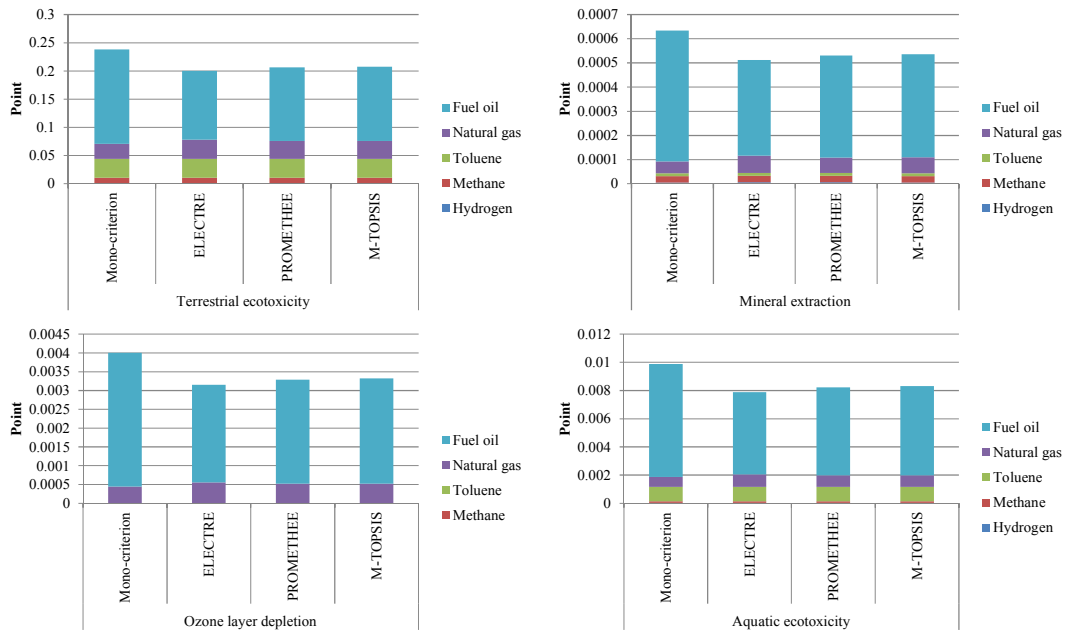 0.3
0.25
0.2
0.15
0.1
0.05
0
Point
Mono-criterion
ELECTRE
PROMETHEE
M-TOPSIS
Terrestrial ecotoxicity
Fuel oil
Natural gas
Toluene
Methane
Hydrogen
0.0007
0.0006
0.0005
0.0004
0.0003
0.0002
0.0001
0
Point
Mono-criterion
ELECTRE
PROMETHEE
M-TOPSIS
Mineral extraction
Fuel oil
Natural gas
Toluene
Methane
Hydrogen
0.0045
0.004
0.0035
0.003
0.0025
0.002
0.0015
0.001
0.0005
0
Point
Mono-criterion
ELECTRE
PROMETHEE
M-TOPSIS
Ozone layer depletion
Fuel oil
Natural gas
Toluene
Methane
0.012
0.01
0.008
0.006
0.004
0.002
0
Point
Mono-criterion
ELECTRE
PROMETHEE
M-TOPSIS
Aquatic ecotoxicity
Fuel oil
Natural gas
Toluene
Methane
Hydrogen